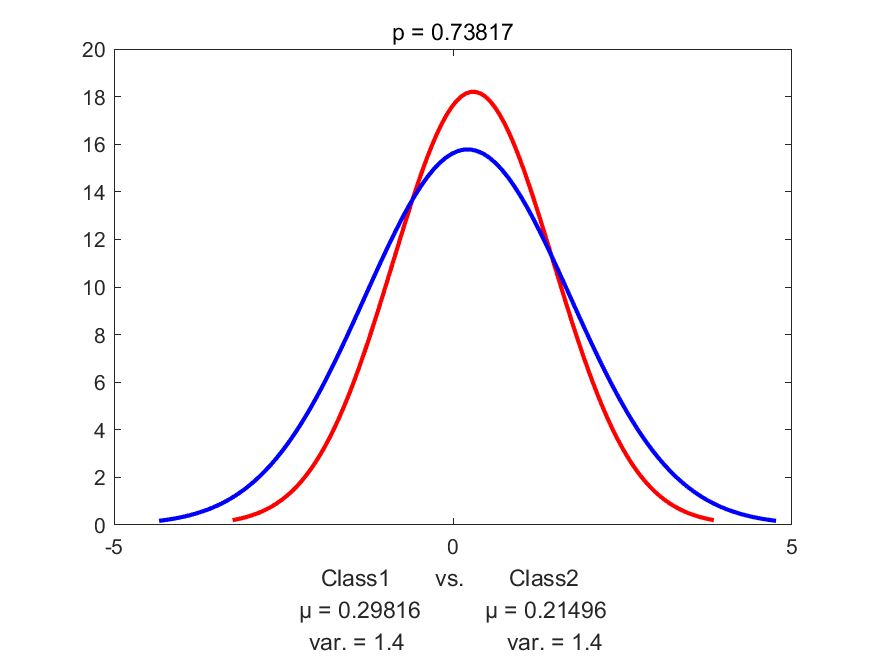 p = 0.73817
20
18
16
14
12
10
8
6
4
2
0
-5 0 5
Class1 vs. Class2
μ = 0.29816 μ = 0.21496
var. = 1.4 var. = 1.4